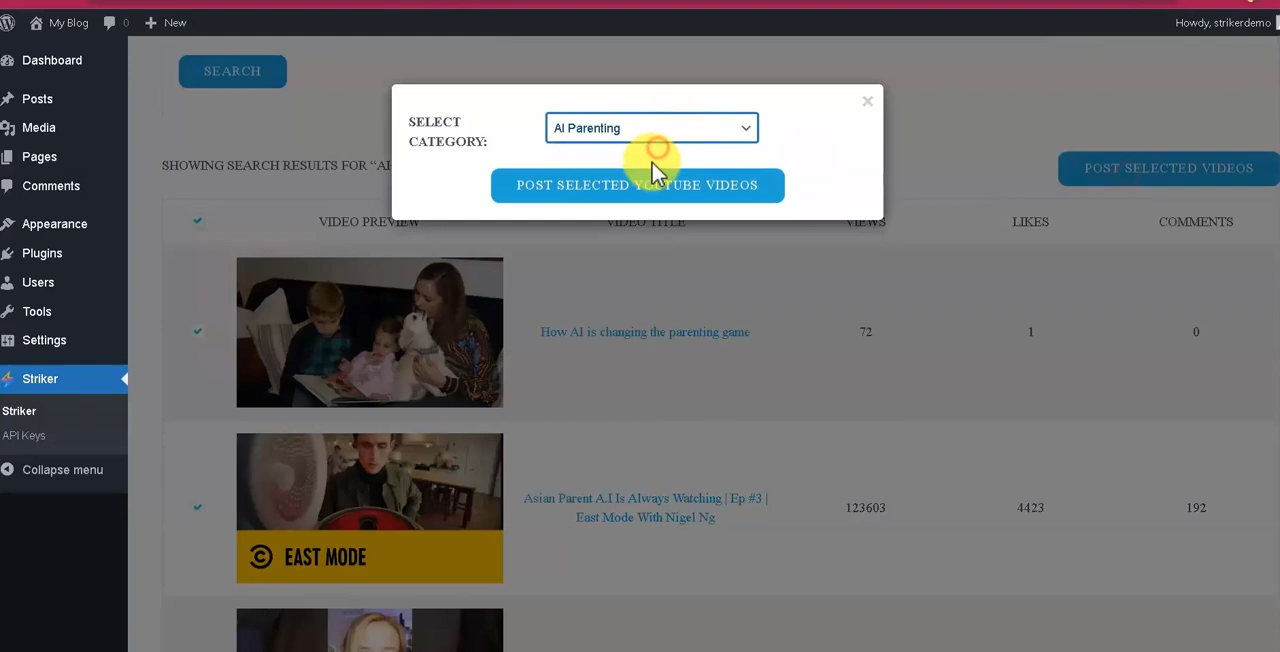 My Blog 0 New Howdy, strikerdemo
Dashboard
Posts
Media
Pages
Comments
Appearance
Plugins
Users
Tools
Settings
Striker
Striker
API Keys
Collapse menu
SEARCH
SELECT
CATEGORY:
AI Parenting
POST SELECTED YOUTUBE VIDEOS
SHOWING SEARCH RESULTS FOR
POST SELECTED VIDEOS
VIDEO PREVIEW VIDEO TITLE VIEWS LIKES COMMENTS
How AI is changing the parenting game 72 1 0
EAST MODE
Asian Parent A.I Is Always Watching | Ep #3 |
East Mode With Nigel Ng
123603 4423 192